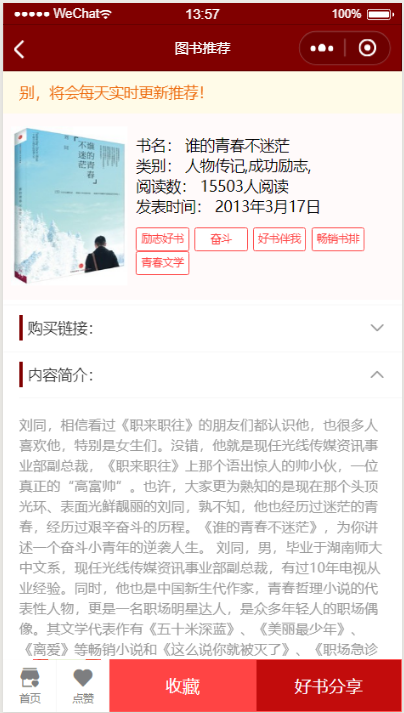 WeChat 13:57 100%
图书推荐
别，将会每天实时更新推荐！
书名： 谁的青春不迷茫
类别： 人物传记,成功励志,
阅读数： 15503人阅读
发表时间： 2013年3月17日
谁的青春
不迷茫
励志好书 奋斗 好书伴我 畅销书排
青春文学
购买链接：
内容简介：
刘同，相信看过《职来职往》的朋友们都认识他，也很多人
喜欢他，特别是女生们。没错，他就是现任光线传媒资讯事
业部副总裁，《职来职往》上那个语出惊人的帅小伙，一位
真正的“高富帅”。也许，大家更为熟知的是现在那个头顶
光环、表面光鲜靓丽的刘同，孰不知，他也经历过迷茫的青
春，经历过艰辛奋斗的历程。《谁的青春不迷茫》，为你讲
述一个奋斗小青年的逆袭人生。 刘同，男，毕业于湖南师大
中文系，现任光线传媒资讯事业部副总裁，有过10年电视从
业经验。同时，他也是中国新生代作家，青春哲理小说的代
表性人物，更是一名职场明星达人，是众多年轻人的职场偶
像。其文学代表作有《五十米深蓝》、《美丽最少年》、
《离爱》等畅销小说和《这么说你就被灭了》、《职场急诊
首页 点赞 收藏 好书分享